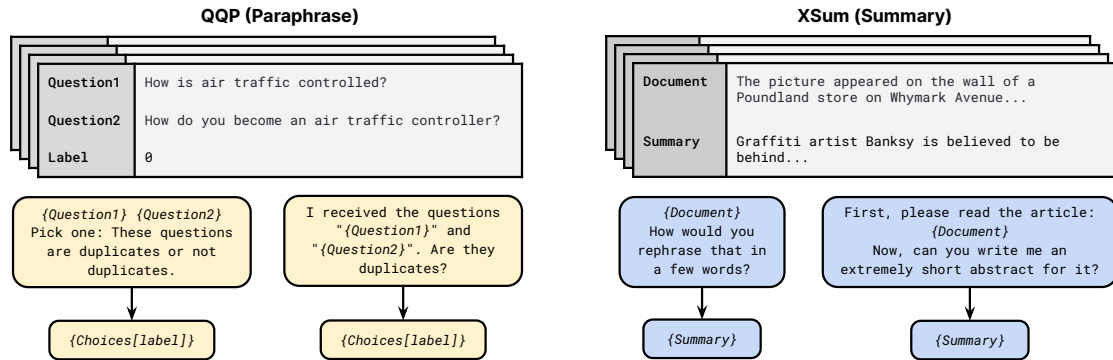 QQP (Paraphrase)
Question1 How is air traffic controlled?
Question2 How do you become an air traffic controller?
Label 0
{Question1} {Question2}
Pick one: These questions
are duplicates or not
duplicates.
{Choices[label]}
I received the questions
"{Question1}" and
"{Question2}". Are they
duplicates?
{Choices[label]}
XSum (Summary)
Document The picture appeared on the wall of a
Poundland store on Whymark Avenue...
Summary Graffiti artist Banksy is believed to be
behind...
{Document}
How would you
rephrase that in
a few words?
{Summary}
First, please read the article:
{Document}
Now, can you write me an
extremely short abstract for it?
{Summary}